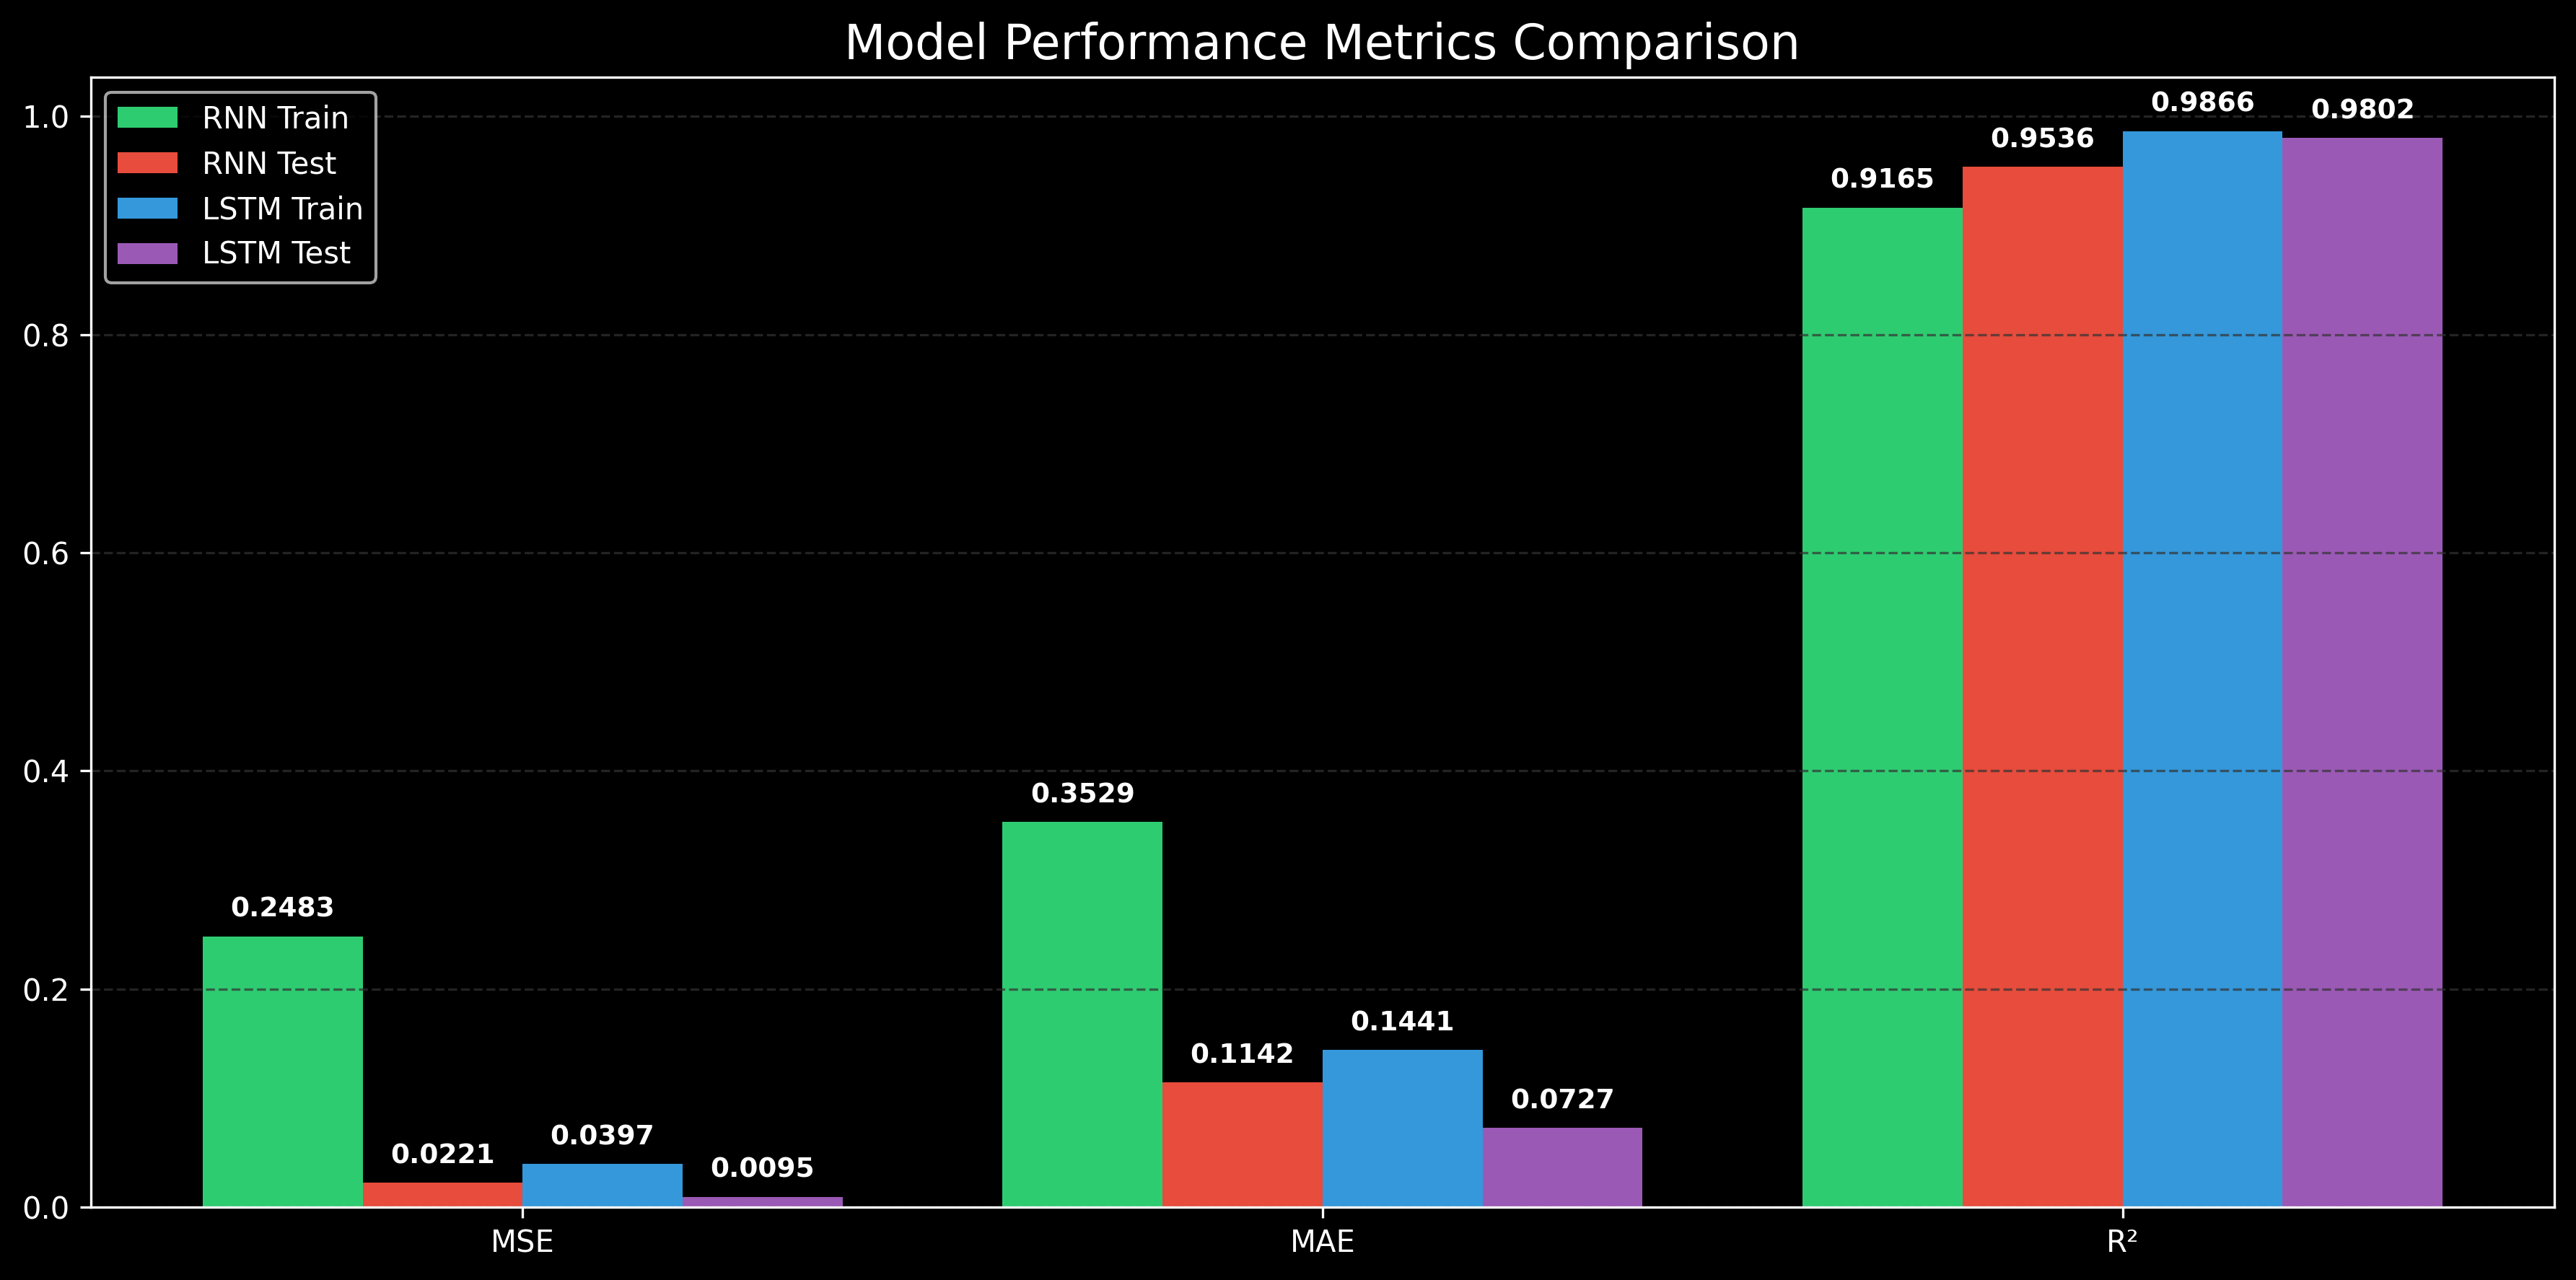 Model Performance Metrics Comparison
RNN Train
RNN Test
LSTM Train
LSTM Test
1.0
0.8
0.6
0.4
0.2
0.0
0.2483
0.0221
0.0397
0.0095
0.3529
0.1142
0.1441
0.0727
0.9165
0.9536
0.9866
0.9802
MSE
MAE
R²